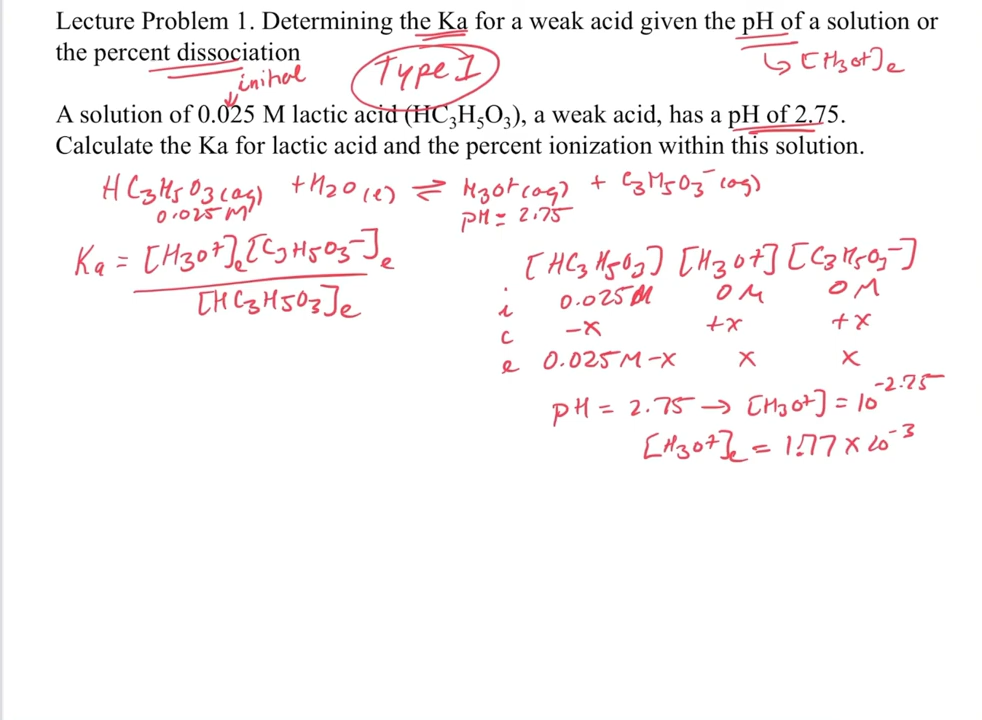 Lecture Problem 1. Determining the Ka for a weak acid given the pH of a solution or
the percent dissociation
Type I
↳ [H3O+]e
inital
A solution of 0.025 M lactic acid (HC₃H₅O₃), a weak acid, has a pH of 2.75.
Calculate the Ka for lactic acid and the percent ionization within this solution.
HC3H5O3(aq) + H2O(l) ⇌ H3O+(aq) + C3H5O3⁻(aq)
0.025 M pH = 2.75
Ka = [H3O+]e[C3H5O3⁻]e
[HC3H5O3]e
[HC3H5O3] [H3O+] [C3H5O3⁻]
i 0.025M 0 M 0 M
c -x +x +x
e 0.025M-x x x
pH = 2.75 → [H3O+] = 10^-2.75
[H3O+]e = 1.77 x 10^-3